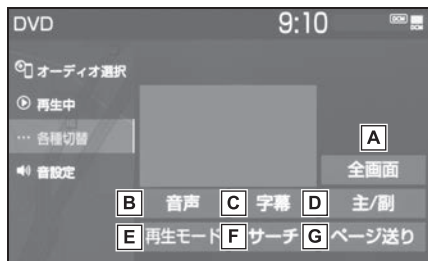 DVD 9:10 DCM DCM
オーディオ選択
再生中
… 各種切替
音設定
A
全画面
B 音声 C 字幕 D 主/副
E 再生モード F サーチ G ページ送り